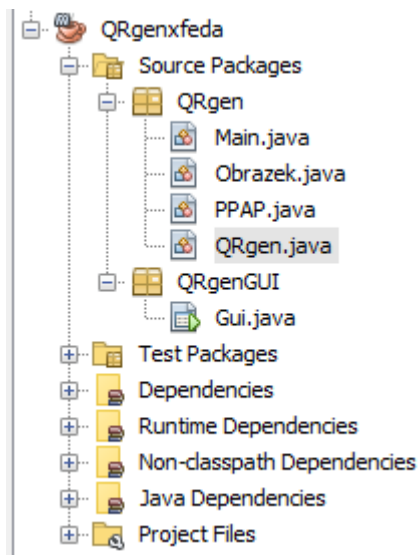 QRgenxfeda
Source Packages
QRgen
Main.java
Obrazek.java
PPAP.java
QRgen.java
QRgenGUI
Gui.java
Test Packages
Dependencies
Runtime Dependencies
Non-classpath Dependencies
Java Dependencies
Project Files